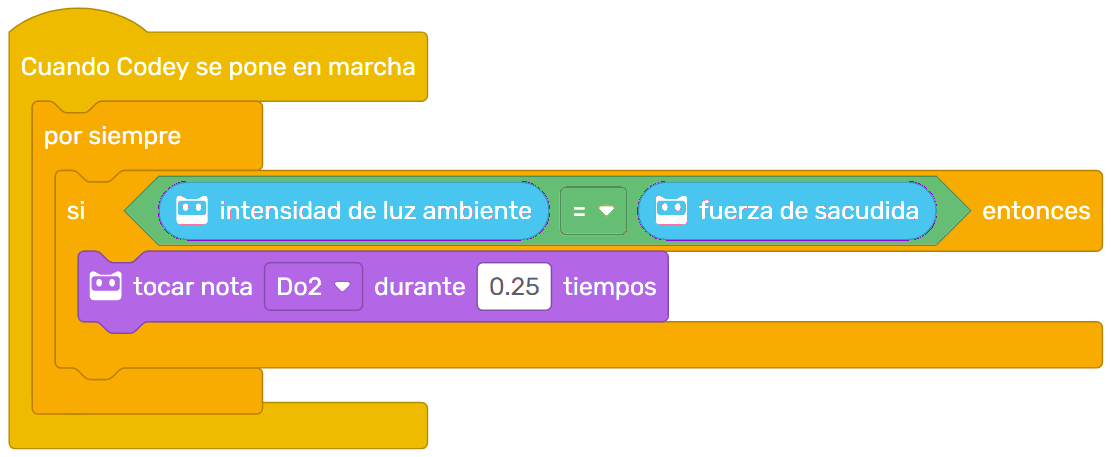 Cuando Codey se pone en marcha
por siempre
si intensidad de luz ambiente = fuerza de sacudida entonces
tocar nota Do2 durante 0.25 tiempos